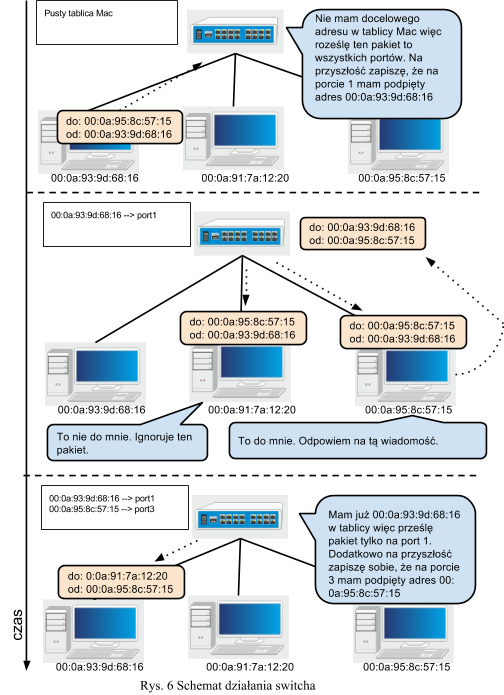 Pusty tablica Mac
Nie mam docelowego
adresu w tablicy Mac więc
roześlę ten pakiet to
wszystkich portów. Na
przyszłość zapiszę, że na
porcie 1 mam podpięty
adres 00:0a:93:9d:68:16
do: 00:0a:95:8c:57:15
od: 00:0a:93:9d:68:16
00:0a:93:9d:68:16
00:0a:91:7a:12:20
00:0a:95:8c:57:15
00:0a:93:9d:68:16 --> port1
do: 00:0a:93:9d:68:16
od: 00:0a:95:8c:57:15
do: 00:0a:95:8c:57:15
od: 00:0a:93:9d:68:16
do: 00:0a:95:8c:57:15
od: 00:0a:93:9d:68:16
00:0a:93:9d:68:16
00:0a:91:7a:12:20
00:0a:95:8c:57:15
To nie do mnie. Ignoruje ten
pakiet.
To do mnie. Odpowiem na tą wiadomość.
00:0a:93:9d:68:16 --> port1
00:0a:95:8c:57:15 --> port3
Mam już 00:0a:93:9d:68:16
w tablicy więc prześlę
pakiet tylko na port 1.
Dodatkowo na przyszłość
zapiszę sobie, że na porcie
3 mam podpięty adres 00:
0a:95:8c:57:15
do: 0:0a:91:7a:12:20
od: 00:0a:95:8c:57:15
00:0a:93:9d:68:16
00:0a:91:7a:12:20
00:0a:95:8c:57:15
czas
Rys. 6 Schemat działania switcha